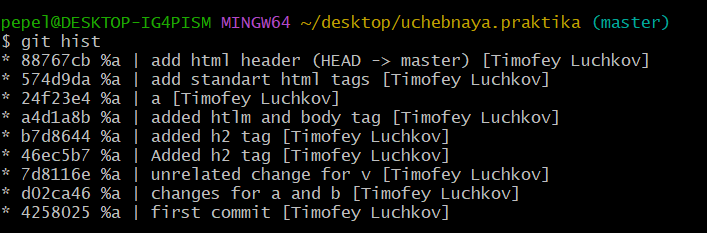 pepel@DESKTOP-IG4PISM MINGW64 ~/desktop/uchebnaya.praktika (master)
$ git hist
* 88767cb %a | add html header (HEAD -> master) [Timofey Luchkov]
* 574d9da %a | add standart html tags [Timofey Luchkov]
* 24f23e4 %a | a [Timofey Luchkov]
* a4d1a8b %a | added htlm and body tag [Timofey Luchkov]
* b7d8644 %a | added h2 tag [Timofey Luchkov]
* 46ec5b7 %a | Added h2 tag [Timofey Luchkov]
* 7d8116e %a | unrelated change for v [Timofey Luchkov]
* d02ca46 %a | changes for a and b [Timofey Luchkov]
* 4258025 %a | first commit [Timofey Luchkov]